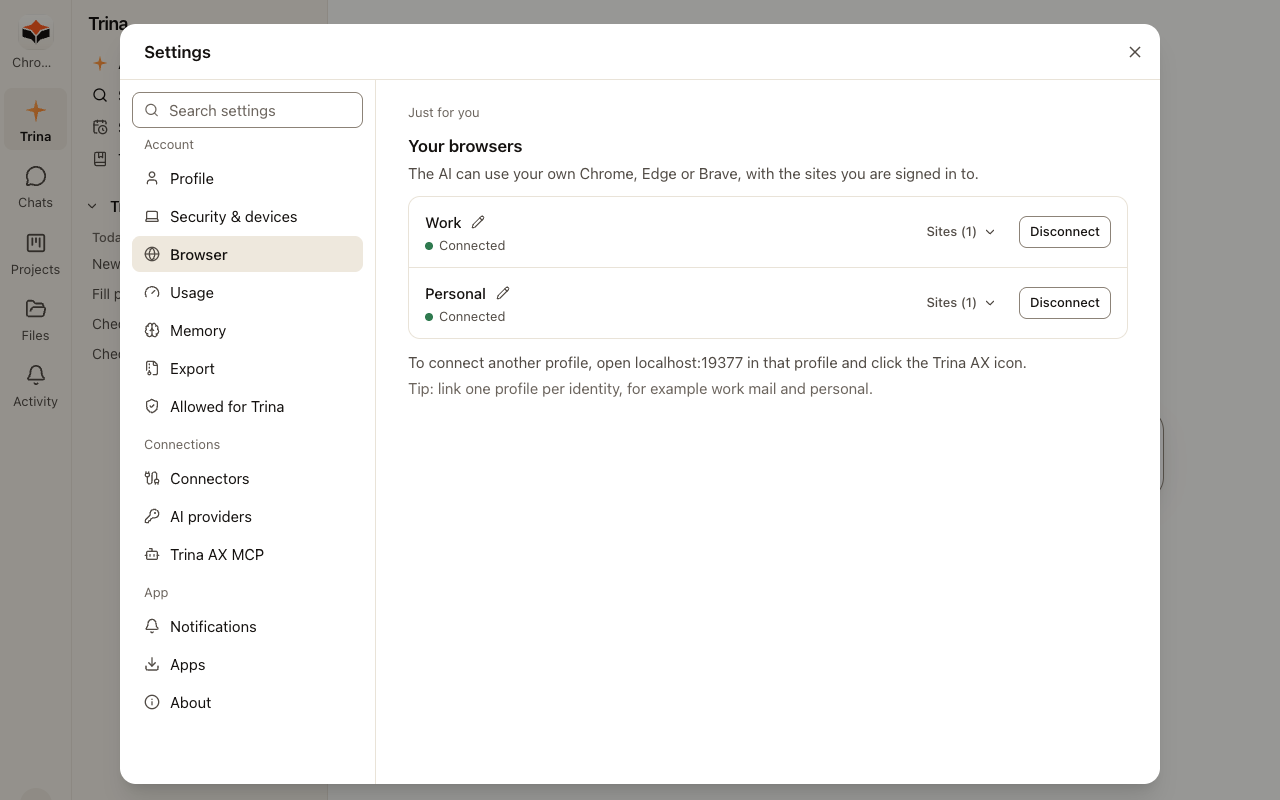 Trina
Chro...
Trina
Chats
Projects
Files
Activity
Toda
New
Fill p
Chec
Chec
Settings
Search settings
Account
Profile
Security & devices
Browser
Usage
Memory
Export
Allowed for Trina
Connections
Connectors
AI providers
Trina AX MCP
App
Notifications
Apps
About
Just for you
Your browsers
The AI can use your own Chrome, Edge or Brave, with the sites you are signed in to.
Work
Connected
Sites (1)
Disconnect
Personal
Connected
Sites (1)
Disconnect
To connect another profile, open localhost:19377 in that profile and click the Trina AX icon.
Tip: link one profile per identity, for example work mail and personal.